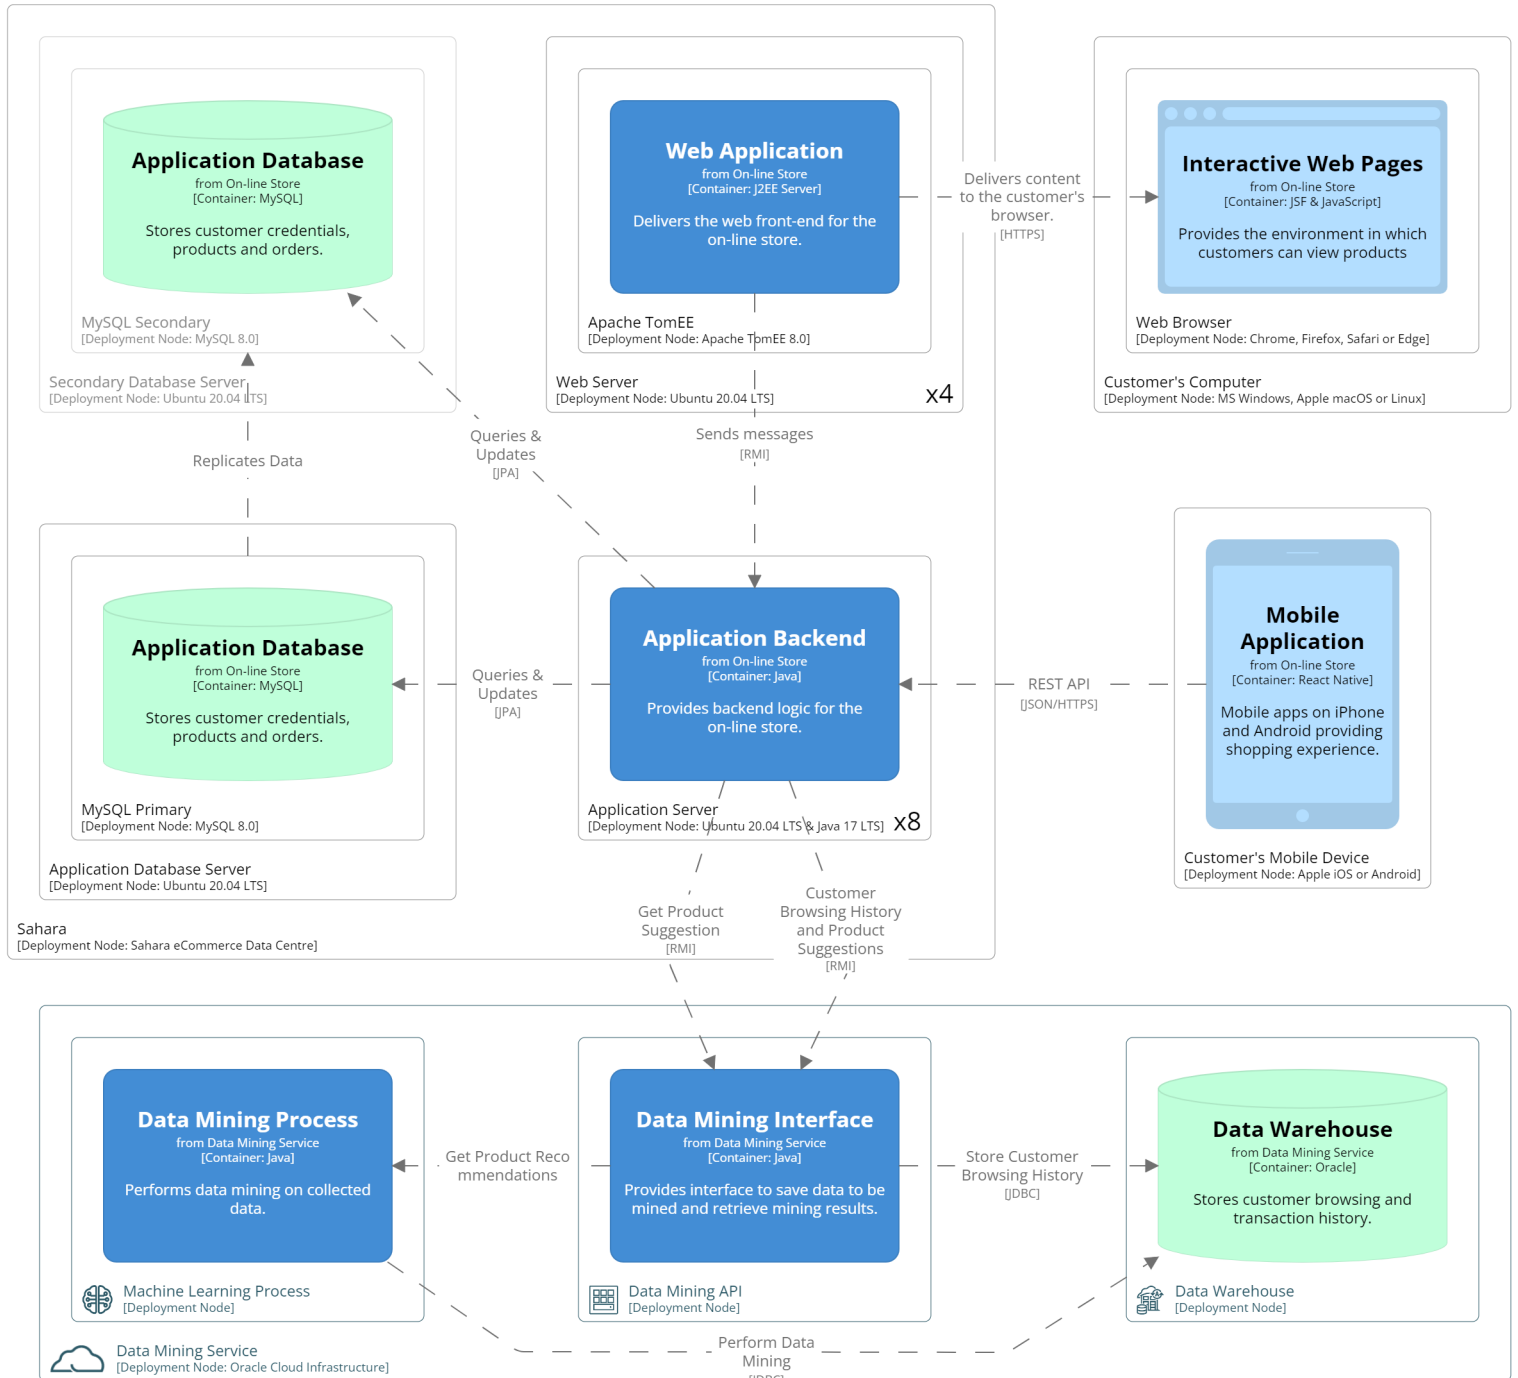 Application Database
from On-line Store
[Container: MySQL]
Stores customer credentials,
products and orders.
MySQL Secondary
[Deployment Node: MySQL 8.0]
Secondary Database Server
[Deployment Node: Ubuntu 20.04 LTS]
Web Application
from On-line Store
[Container: J2EE Server]
Delivers the web front-end for the
on-line store.
Apache TomEE
[Deployment Node: Apache TomEE 8.0]
Web Server
[Deployment Node: Ubuntu 20.04 LTS]
x4
Delivers content
to the customer's
browser.
[HTTPS]
Interactive Web Pages
from On-line Store
[Container: JSF & JavaScript]
Provides the environment in which
customers can view products
Web Browser
[Deployment Node: Chrome, Firefox, Safari or Edge]
Customer's Computer
[Deployment Node: MS Windows, Apple macOS or Linux]
Replicates Data
Queries &
Updates
[JPA]
Sends messages
[RMI]
Application Database
from On-line Store
[Container: MySQL]
Stores customer credentials,
products and orders.
MySQL Primary
[Deployment Node: MySQL 8.0]
Application Database Server
[Deployment Node: Ubuntu 20.04 LTS]
Queries &
Updates
[JPA]
Application Backend
from On-line Store
[Container: Java]
Provides backend logic for the
on-line store.
Application Server
[Deployment Node: Ubuntu 20.04 LTS & Java 17 LTS]
x8
REST API
[JSON/HTTPS]
Mobile
Application
from On-line Store
[Container: React Native]
Mobile apps on iPhone
and Android providing
shopping experience.
Customer's Mobile Device
[Deployment Node: Apple iOS or Android]
Sahara
[Deployment Node: Sahara eCommerce Data Centre]
Get Product
Suggestion
[RMI]
Customer
Browsing History
and Product
Suggestions
[RMI]
Data Mining Process
from Data Mining Service
[Container: Java]
Performs data mining on collected
data.
Machine Learning Process
[Deployment Node]
Get Product Reco
mmendations
Data Mining Interface
from Data Mining Service
[Container: Java]
Provides interface to save data to be
mined and retrieve mining results.
Data Mining API
[Deployment Node]
Store Customer
Browsing History
[JDBC]
Data Warehouse
from Data Mining Service
[Container: Oracle]
Stores customer browsing and
transaction history.
Data Warehouse
[Deployment Node]
Data Mining Service
[Deployment Node: Oracle Cloud Infrastructure]
Perform Data
Mining